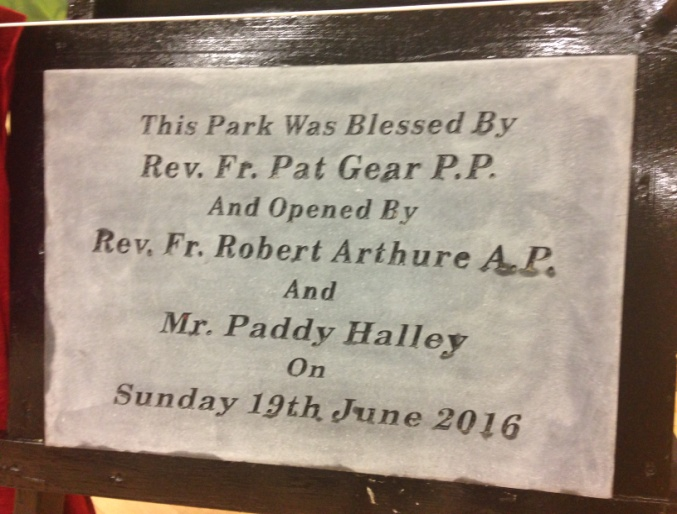 This Park Was Blessed By
Rev. Fr. Pat Gear P.P.
And Opened By
Rev. Fr. Robert Arthure A.P.
And
Mr. Paddy Halley
On
Sunday 19th June 2016